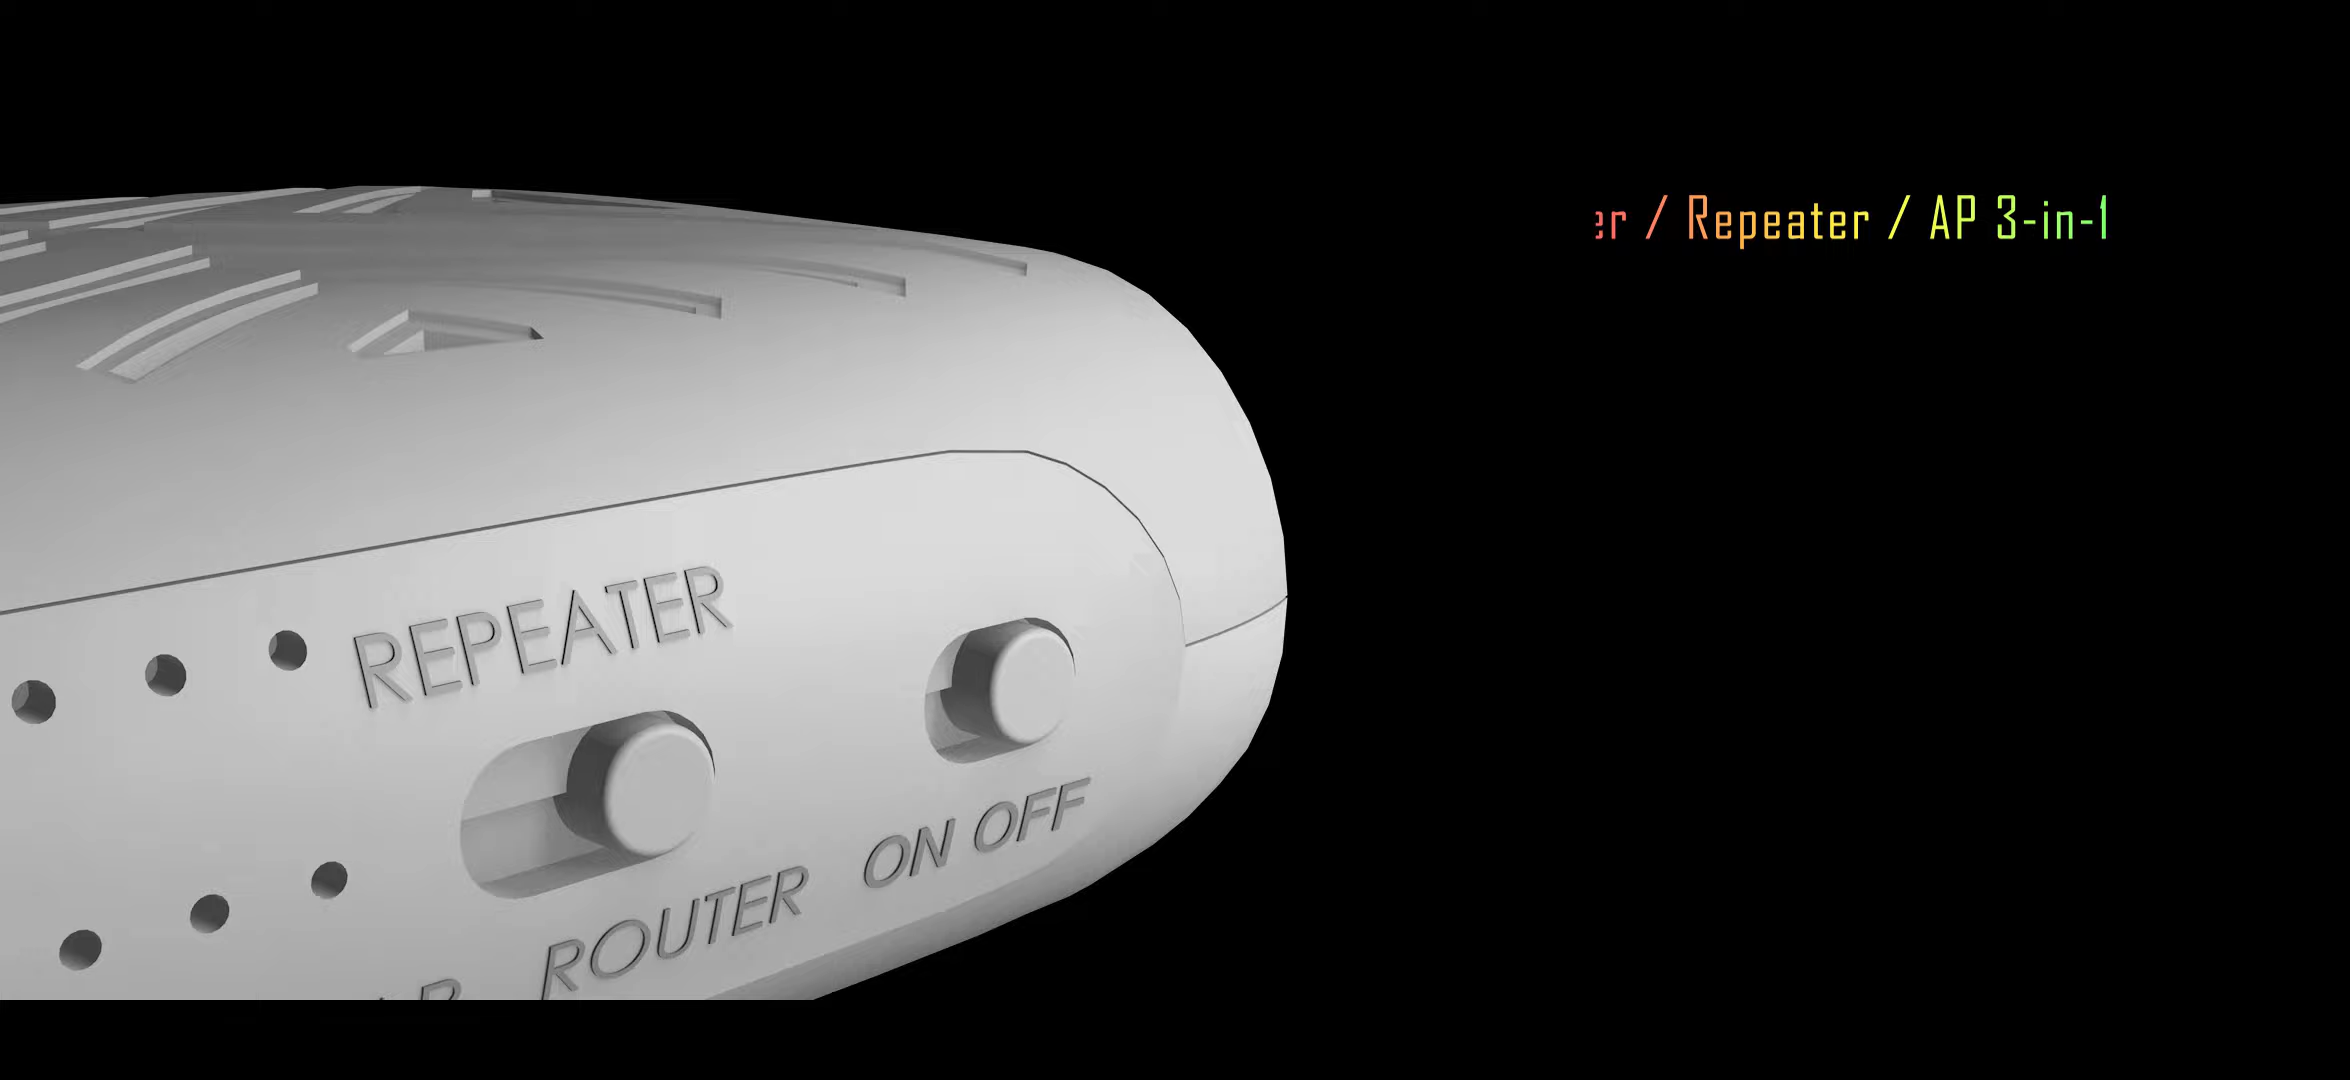 er / Repeater / AP 3-in-1
REPEATER
ON OFF
ROUTER